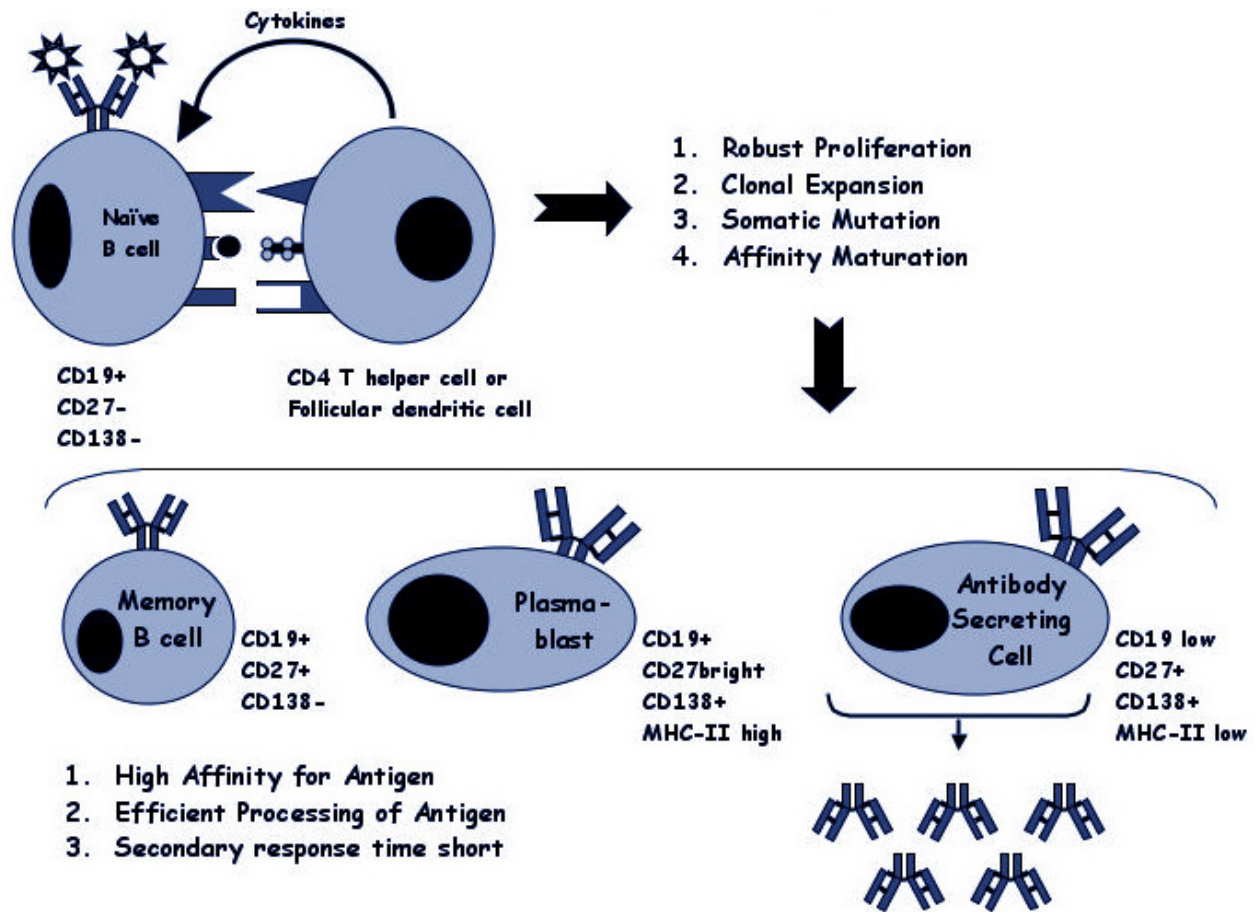 Cytokines
Naïve
B cell
CD19+
CD27-
CD138-
CD4 T helper cell or
Follicular dendritic cell
1. Robust Proliferation
2. Clonal Expansion
3. Somatic Mutation
4. Affinity Maturation
Memory
B cell
CD19+
CD27+
CD138-
Plasma-
blast
CD19+
CD27bright
CD138+
MHC-II high
Antibody
Secreting
Cell
CD19 low
CD27+
CD138+
MHC-II low
1. High Affinity for Antigen
2. Efficient Processing of Antigen
3. Secondary response time short